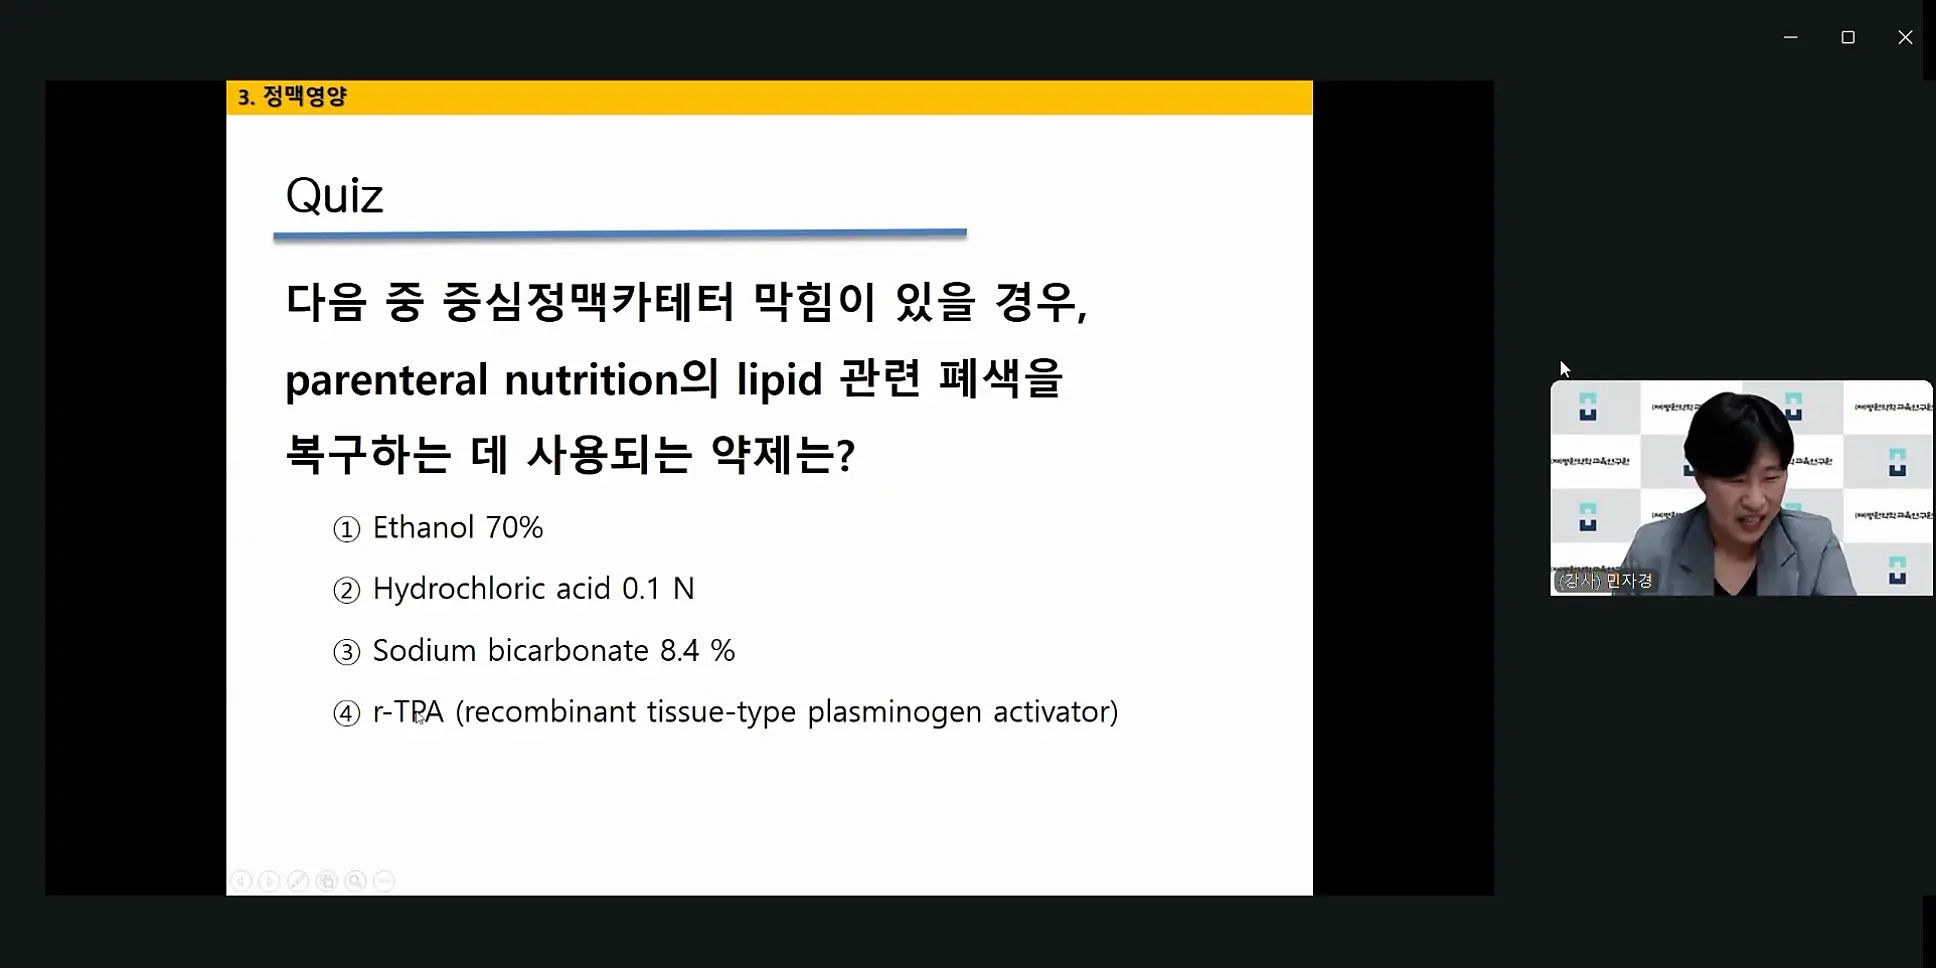 3. 정맥영양
Quiz
다음 중 중심정맥카테터 막힘이 있을 경우,
parenteral nutrition의 lipid 관련 폐색을
복구하는 데 사용되는 약제는?
① Ethanol 70%
② Hydrochloric acid 0.1 N
③ Sodium bicarbonate 8.4 %
④ r-TPA (recombinant tissue-type plasminogen activator)
(강사) 민자경